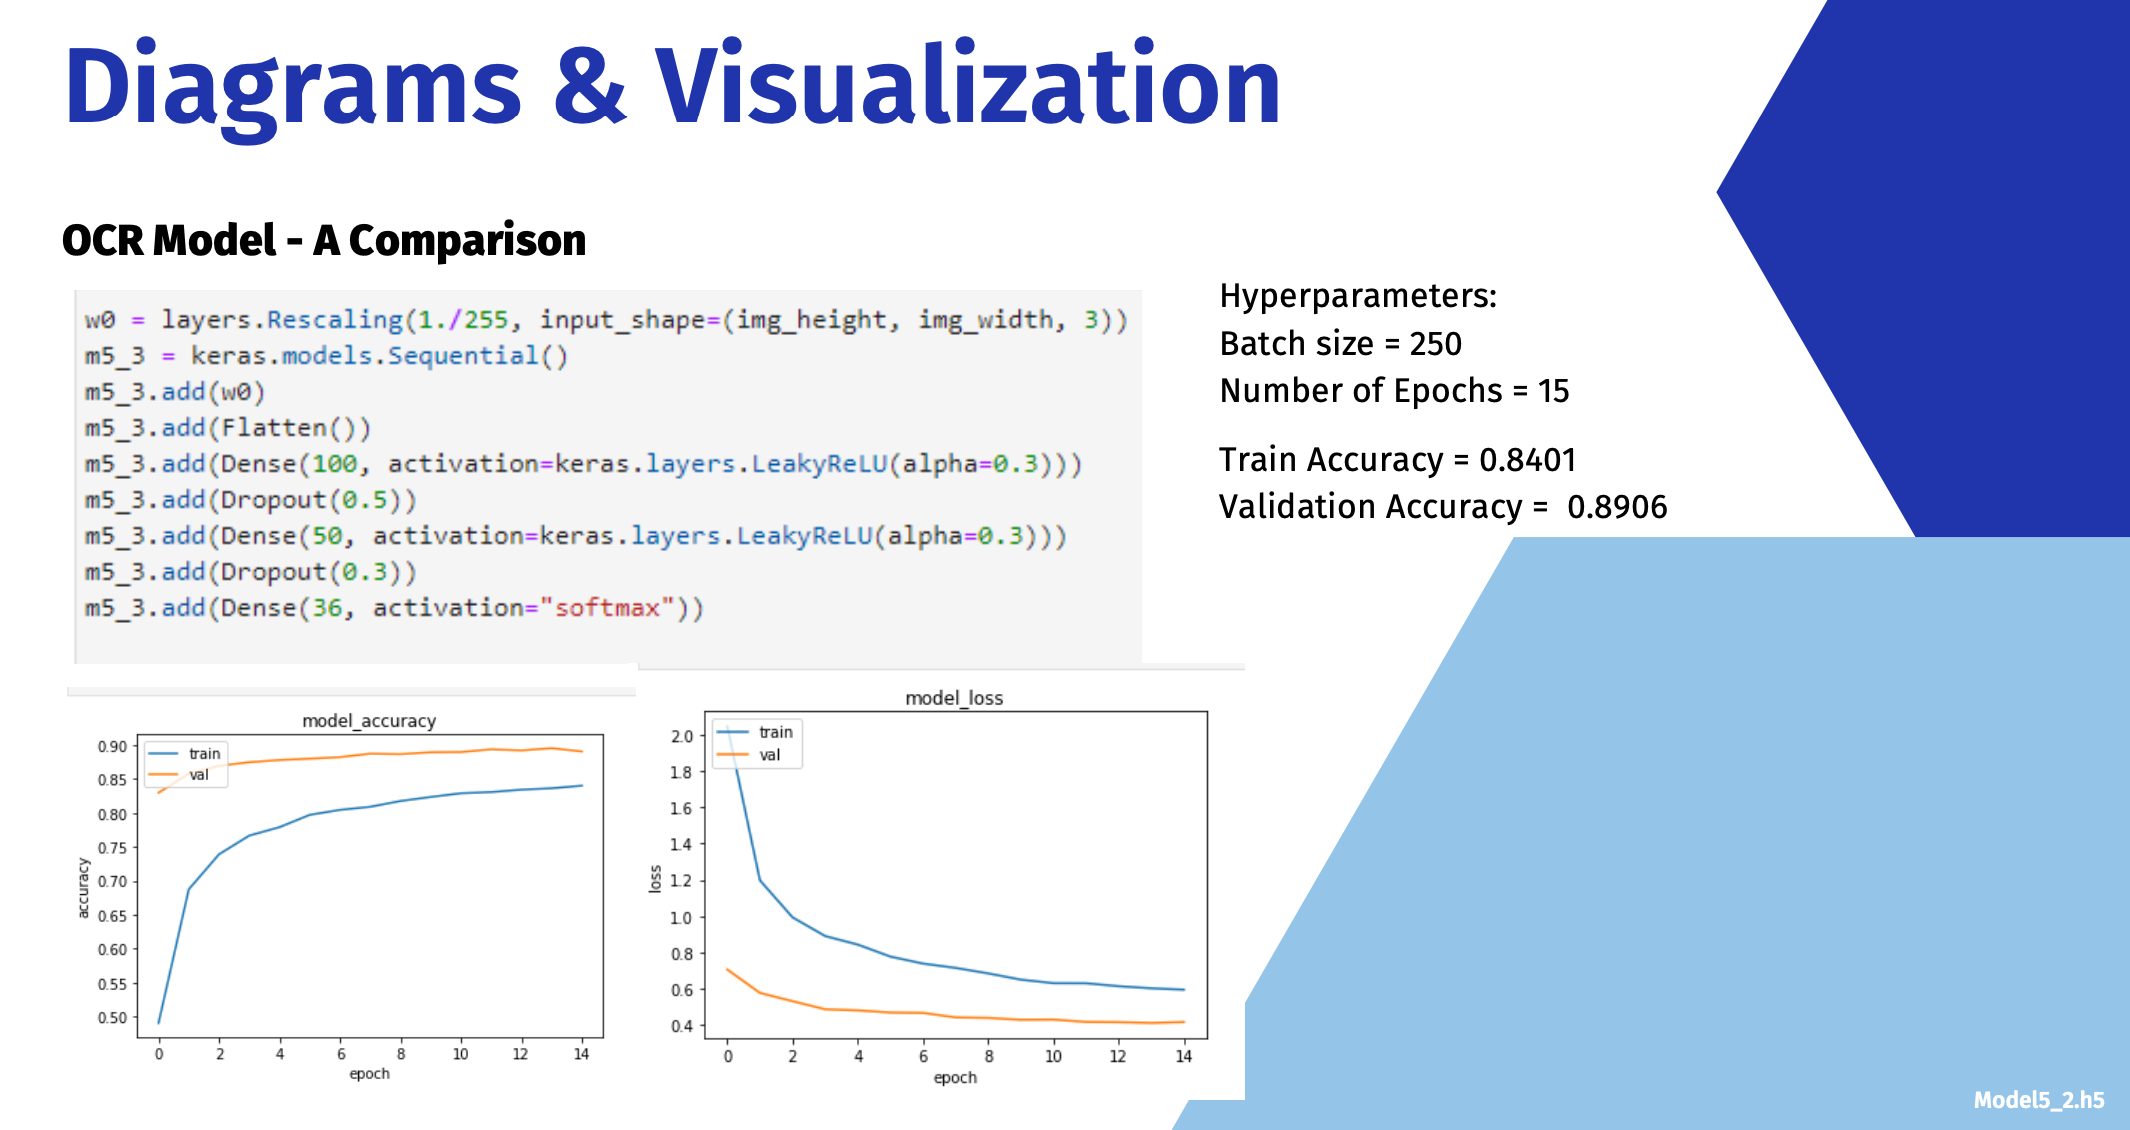 Diagrams & Visualization
OCR Model - A Comparison
w0 = layers.Rescaling(1./255, input_shape=(img_height, img_width, 3))
m5_3 = keras.models.Sequential()
m5_3.add(w0)
m5_3.add(Flatten())
m5_3.add(Dense(100, activation=keras.layers.LeakyReLU(alpha=0.3)))
m5_3.add(Dropout(0.5))
m5_3.add(Dense(50, activation=keras.layers.LeakyReLU(alpha=0.3)))
m5_3.add(Dropout(0.3))
m5_3.add(Dense(36, activation="softmax"))
Hyperparameters:
Batch size = 250
Number of Epochs = 15
Train Accuracy = 0.8401
Validation Accuracy =  0.8906
model_accuracy
train
val
0.90
0.85
0.80
0.75
0.70
0.65
0.60
0.55
0.50
accuracy
0 2 4 6 8 10 12 14
epoch
model_loss
train
val
2.0
1.8
1.6
1.4
1.2
1.0
0.8
0.6
0.4
loss
0 2 4 6 8 10 12 14
epoch
Model5_2.h5